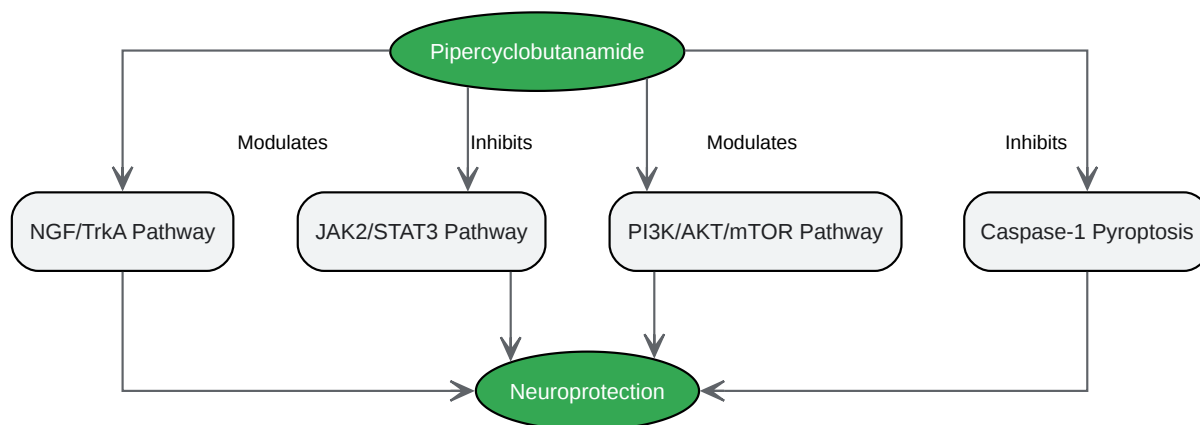 Pipercyclobutanamide
Modulates
Inhibits
Modulates
Inhibits
NGF/TrkA Pathway
JAK2/STAT3 Pathway
PI3K/AKT/mTOR Pathway
Caspase-1 Pyroptosis
Neuroprotection